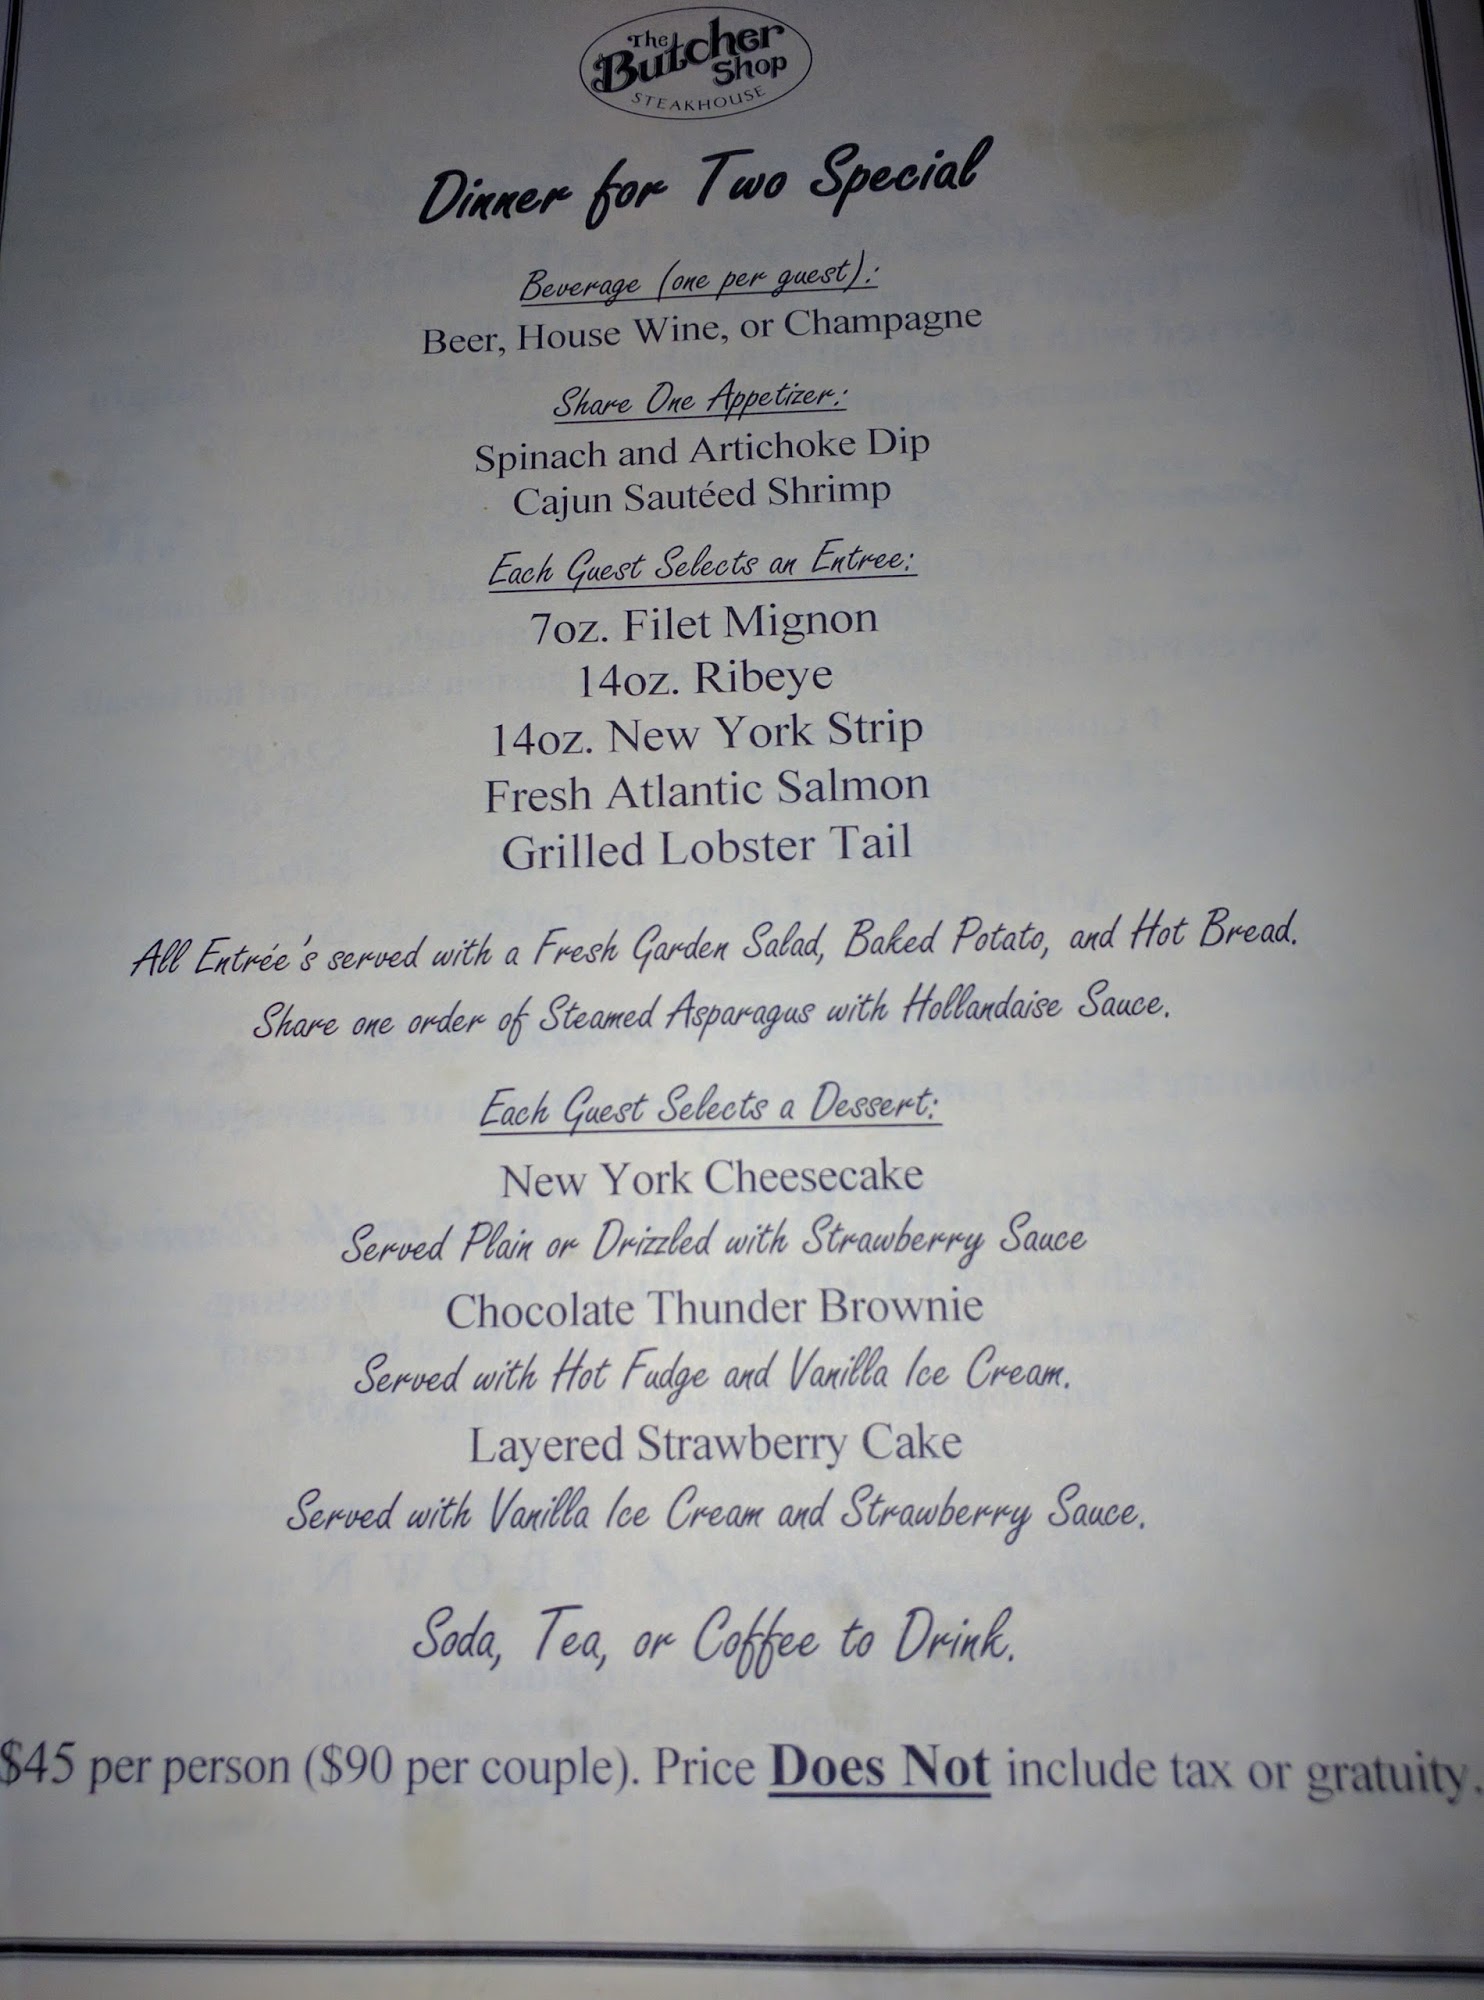 The
Butcher
Shop
STEAKHOUSE
Dinner for Two Special
Beverage (one per guest):
Beer, House Wine, or Champagne
Share One Appetizer:
Spinach and Artichoke Dip
Cajun Sautéed Shrimp
Each Guest Selects an Entree:
7oz. Filet Mignon
14oz. Ribeye
14oz. New York Strip
Fresh Atlantic Salmon
Grilled Lobster Tail
All Entrée's served with a Fresh Garden Salad, Baked Potato, and Hot Bread.
Share one order of Steamed Asparagus with Hollandaise Sauce.
Each Guest Selects a Dessert:
New York Cheesecake
Served Plain or Drizzled with Strawberry Sauce
Chocolate Thunder Brownie
Served with Hot Fudge and Vanilla Ice Cream.
Layered Strawberry Cake
Served with Vanilla Ice Cream and Strawberry Sauce.
Soda, Tea, or Coffee to Drink.
$45 per person ($90 per couple). Price Does Not include tax or gratuity.